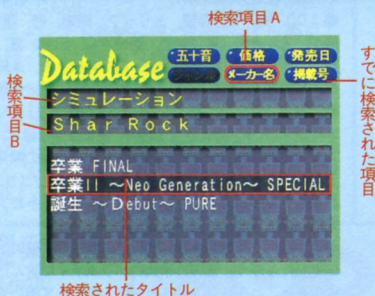 検索項目A
Database
五十音
価格
発売日
ジャンル
メーカー名
掲載号
すでに検索された項目
検索項目B
シミュレーション
Shar Rock
卒業 FINAL
卒業II ～Neo Generation～ SPECIAL
誕生 ～Debut～ PURE
検索されたタイトル